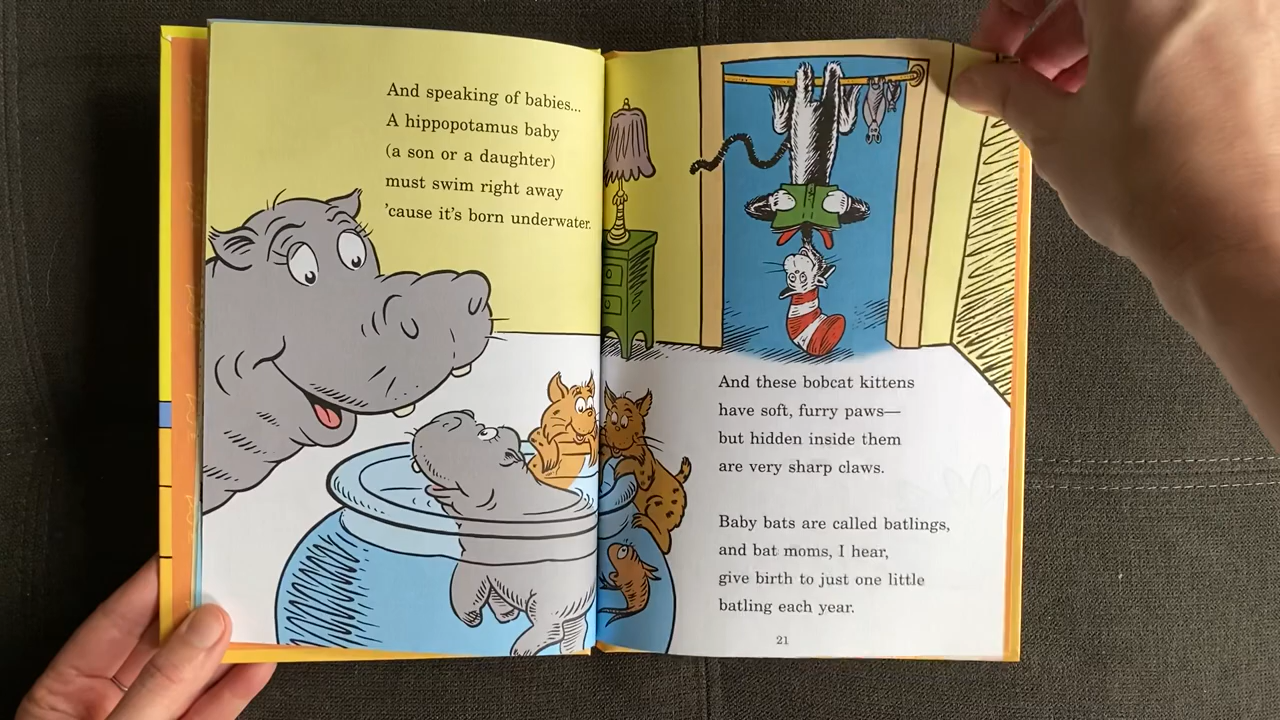 And speaking of babies...
A hippopotamus baby
(a son or a daughter)
must swim right away
’cause it’s born underwater.
And these bobcat kittens
have soft, furry paws—
but hidden inside them
are very sharp claws.
Baby bats are called batlings,
and bat moms, I hear,
give birth to just one little
batling each year.
21